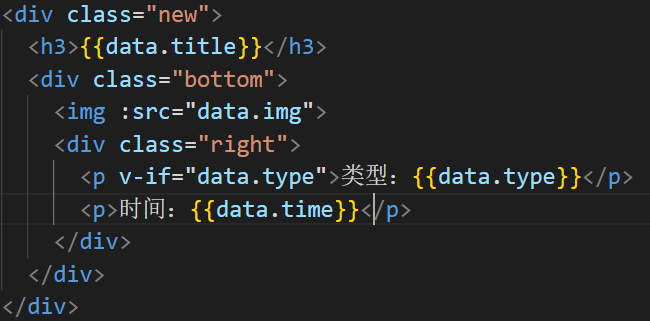 <div class="new">
<h3>{{data.title}}</h3>
<div class="bottom">
<img :src="data.img">
<div class="right">
<p v-if="data.type">类型：{{data.type}}</p>
<p>时间：{{data.time}}</p>
</div>
</div>
</div>